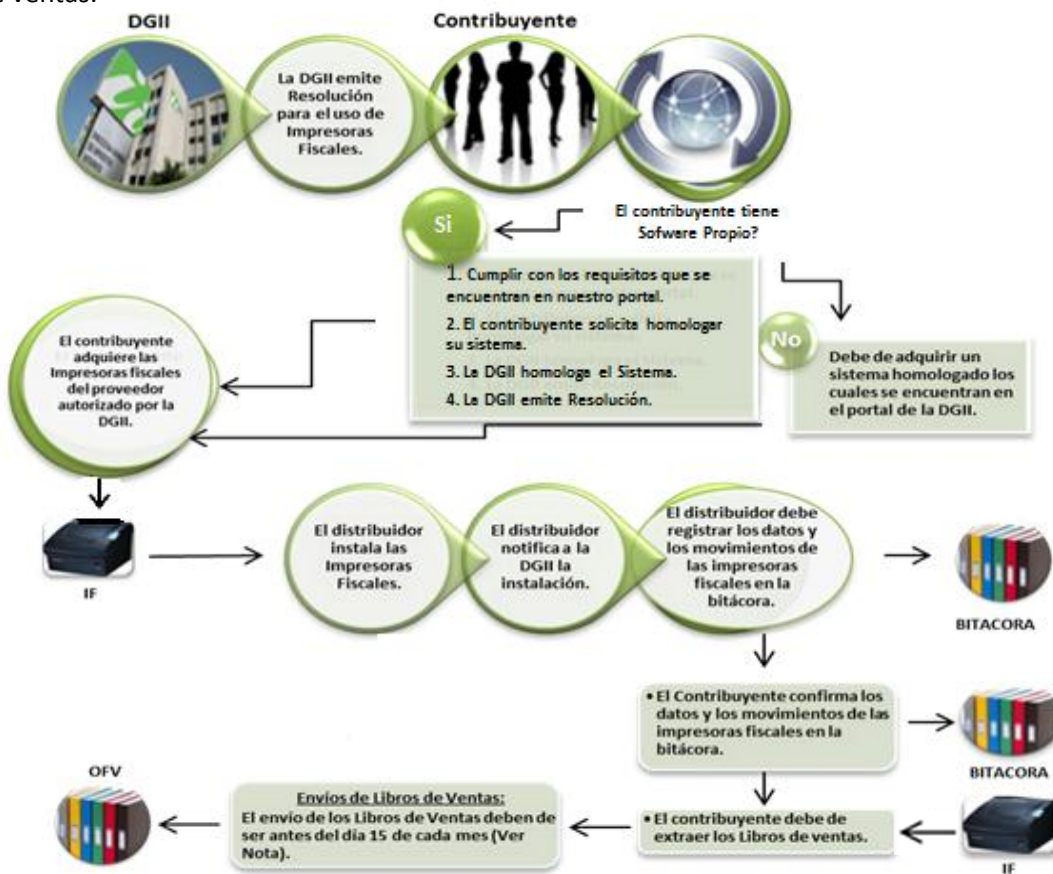 DGII
Contribuyente
La DGII emite
Resolución
para el uso de
Impresoras
Fiscales.
El contribuyente tiene
Sofware Propio?
Si
1. Cumplir con los requisitos que se
encuentran en nuestro portal.
2. El contribuyente solicita homologar
su sistema.
3. La DGII homologa el Sistema.
4. La DGII emite Resolución.
No
Debe de adquirir un
sistema homologado los
cuales se encuentran en
el portal de la DGII.
El contribuyente
adquiere las
Impresoras fiscales
del proveedor
autorizado por la
DGII.
IF
El distribuidor
instala las
Impresoras
Fiscales.
El distribuidor
notifica a la
DGII la
instalación.
El distribuidor debe
registrar los datos y
los movimientos de
las impresoras
fiscales en la
bitácora.
BITACORA
• El Contribuyente confirma los
datos y los movimientos de las
impresoras fiscales en la
bitácora.
BITACORA
• El contribuyente debe de
extraer los Libros de ventas.
IF
Envíos de Libros de Ventas:
El envío de los Libros de Ventas deben de
ser antes del día 15 de cada mes (Ver
Nota).
OFV